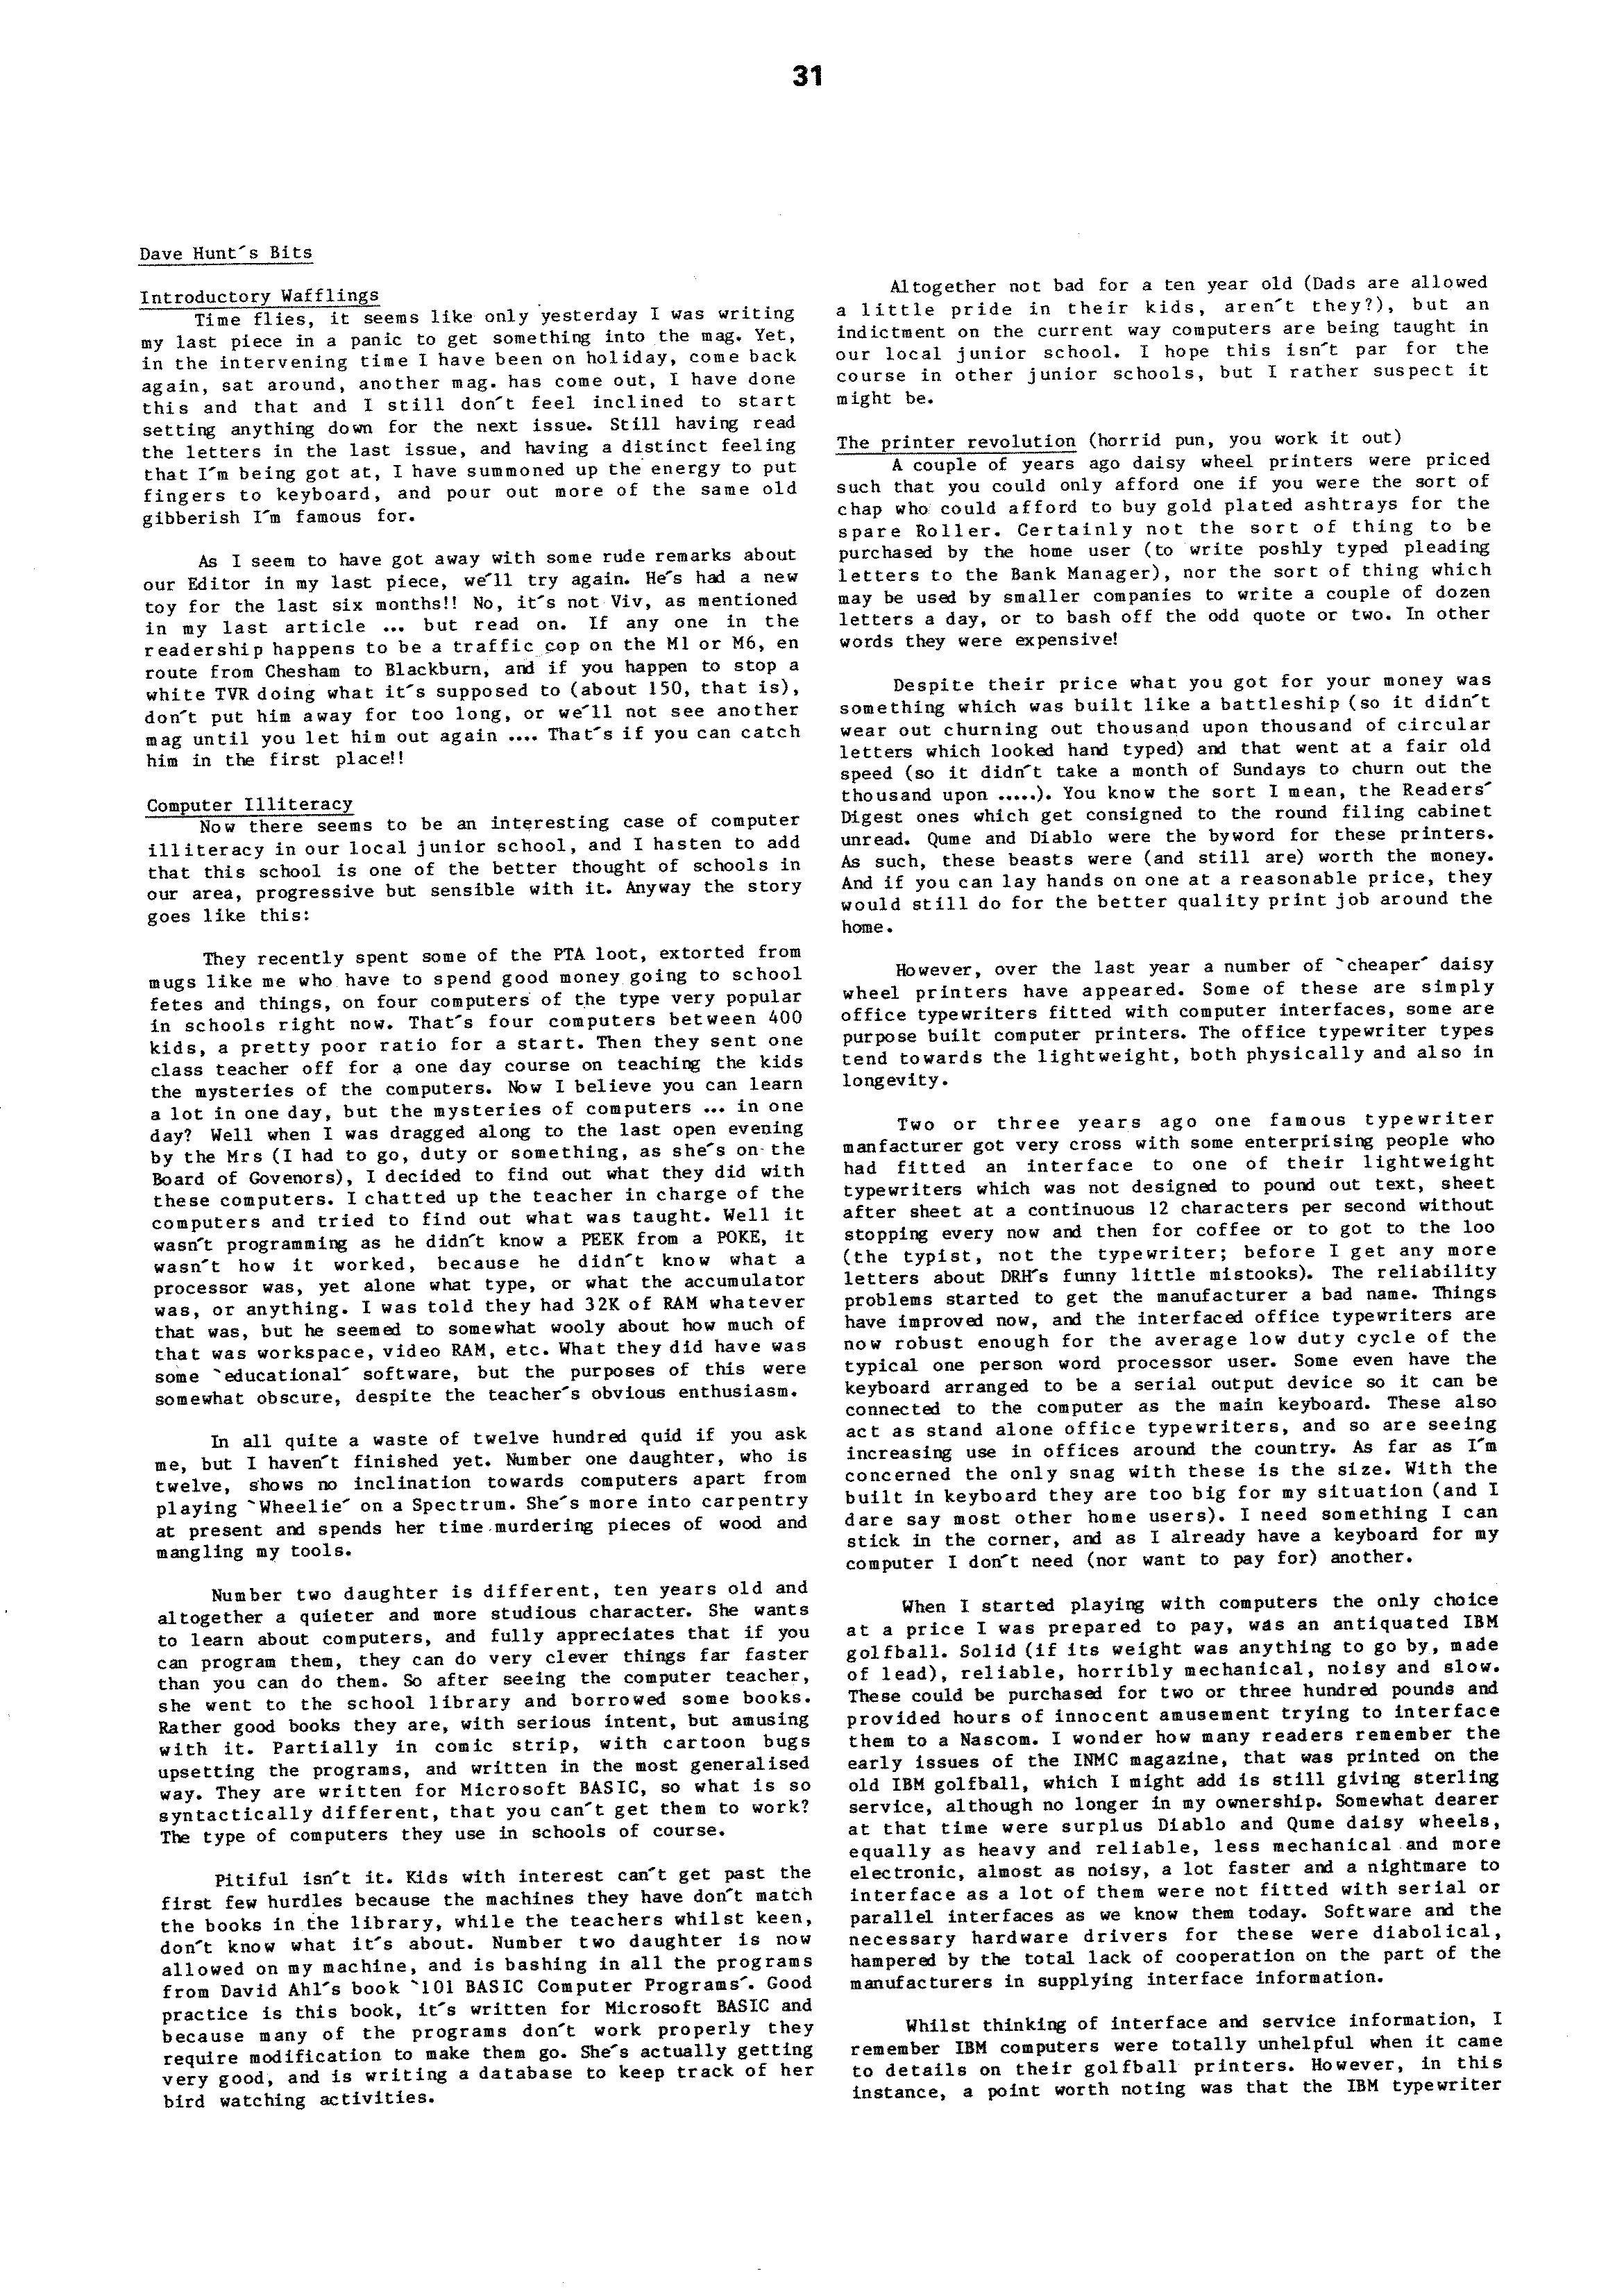 31
Dave Hunt´s Bits
Introductory Wafflings
Time flies, it seems like only yesterday I was writing
my last piece in a panic to get something into the mag. Yet,
in the intervening time I have been on holiday, come back
again, sat around, another mag. has come out, I have done
this and that and I still don´t feel inclined to start
setting anything down for the next issue. Still having read
the letters in the last issue, and having a distinct feeling
that I´m being got at, I have summoned up the energy to put
fingers to keyboard, and pour out more of the same old
gibberish I´m famous for.
As I seem to have got away with some rude remarks about
our Editor in my last piece, we´ll try again. He´s had a new
toy for the last six months!! No, it´s not Viv, as mentioned
in my last article ... but read on. If any one in the
readership happens to be a traffic cop on the M1 or M6, en
route from Chesham to Blackburn, and if you happen to stop a
white TVR doing what it´s supposed to (about 150, that is),
don´t put him away for too long, or we´ll not see another
mag until you let him out again .... That´s if you can catch
him in the first place!!
Computer Illiteracy
Now there seems to be an interesting case of computer
illiteracy in our local junior school, and I hasten to add
that this school is one of the better thought of schools in
our area, progressive but sensible with it. Anyway the story
goes like this:
They recently spent some of the PTA loot, extorted from
mugs like me who have to spend good money going to school
fetes and things, on four computers of the type very popular
in schools right now. That´s four computers between 400
kids, a pretty poor ratio for a start. Then they sent one
class teacher off for a one day course on teaching the kids
the mysteries of the computers. Now I believe you can learn
a lot in one day, but the mysteries of computers ... in one
day? Well when I was dragged along to the last open evening
by the Mrs (I had to go, duty or something, as she´s on the
Board of Govenors), I decided to find out what they did with
these computers. I chatted up the teacher in charge of the
computers and tried to find out what was taught. Well it
wasn´t programming as he didn´t know a PEEK from a POKE, it
wasn´t how it worked, because he didn´t know what a
processor was, yet alone what type, or what the accumulator
was, or anything. I was told they had 32K of RAM whatever
that was, but he seemed to somewhat wooly about how much of
that was workspace, video RAM, etc. What they did have was
some `educational´ software, but the purposes of this were
somewhat obscure, despite the teacher´s obvious enthusiasm.
In all quite a waste of twelve hundred quid if you ask
me, but I haven´t finished yet. Number one daughter, who is
twelve, shows no inclination towards computers apart from
playing `Wheelie´ on a Spectrum. She´s more into carpentry
at present and spends her time murdering pieces of wood and
mangling my tools.
Number two daughter is different, ten years old and
altogether a quieter and more studious character. She wants
to learn about computers, and fully appreciates that if you
can program them, they can do very clever things far faster
than you can do them. So after seeing the computer teacher,
she went to the school library and borrowed some books.
Rather good books they are, with serious intent, but amusing
with it. Partially in comic strip, with cartoon bugs
upsetting the programs, and written in the most generalised
way. They are written for Microsoft BASIC, so what is so
syntactically different, that you can´t get them to work?
The type of computers they use in schools of course.
Pitiful isn´t it. Kids with interest can´t get past the
first few hurdles because the machines they have don´t match
the books in the library, while the teachers whilst keen,
don´t know what it´s about. Number two daughter is now
allowed on my machine, and is bashing in all the programs
from David Ahl´s book `101 BASIC Computer Programs´. Good
practice is this book, it´s written for Microsoft BASIC and
because many of the programs don´t work properly they
require modification to make them go. She´s actually getting
very good, and is writing a database to keep track of her
bird watching activities.
Altogether not bad for a ten year old (Dads are allowed
a little pride in their kids, aren´t they?), but an
indictment on the current way computers are being taught in
our local junior school. I hope this isn´t par for the
course in other junior schools, but I rather suspect it
might be.
The printer revolution (horrid pun, you work it out)
A couple of years ago daisy wheel printers were priced
such that you could only afford one if you were the sort of
chap who could afford to buy gold plated ashtrays for the
spare Roller. Certainly not the sort of thing to be
purchased by the home user (to write poshly typed pleading
letters to the Bank Manager), nor the sort of thing which
may be used by smaller companies to write a couple of dozen
letters a day, or to bash off the odd quote or two. In other
words they were expensive!
Despite their price what you got for your money was
something which was built like a battleship (so it didn´t
wear out churning out thousand upon thousand of circular
letters which looked hand typed) and that went at a fair old
speed (so it didn´t take a month of Sundays to churn out the
thousand upon .....). You know the sort I mean, the Readers´
Digest ones which get consigned to the round filing cabinet
unread. Qume and Diablo were the byword for these printers.
As such, these beasts were (and still are) worth the money.
And if you can lay hands on one at a reasonable price, they
would still do for the better quality print job around the
home.
However, over the last year a number of `cheaper´ daisy
wheel printers have appeared. Some of these are simply
office typewriters fitted with computer interfaces, some are
purpose built computer printers. The office typewriter types
tend towards the lightweight, both physically and also in
longevity.
Two or three years ago one famous typewriter
manfacturer got very cross with some enterprising people who
had fitted an interface to one of their lightweight
typewriters which was not designed to pound out text, sheet
after sheet at a continuous 12 characters per second without
stopping every now and then for coffee or to got to the loo
(the typist, not the typewriter; before I get any more
letters about DRH´s funny little mistooks). The reliability
problems started to get the manufacturer a bad name. Things
have improved now, and the interfaced office typewriters are
now robust enough for the average low duty cycle of the
typical one person word processor user. Some even have the
keyboard arranged to be a serial output device so it can be
connected to the computer as the main keyboard. These also
act as stand alone office typewriters, and so are seeing
increasing use in offices around the country. As far as I´m
concerned the only snag with these is the size. With the
built in keyboard they are too big for my situation (and I
dare say most other home users). I need something I can
stick in the corner, and as I already have a keyboard for my
computer I don´t need (nor want to pay for) another.
When I started playing with computers the only choice
at a price I was prepared to pay, was an antiquated IBM
golfball. Solid (if its weight was anything to go by, made
of lead), reliable, horribly mechanical, noisy and slow.
These could be purchased for two or three hundred pounds and
provided hours of innocent amusement trying to interface
them to a Nascom. I wonder how many readers remember the
early issues of the INMC magazine, that was printed on the
old IBM golfball, which I might add is still giving sterling
service, although no longer in my ownership. Somewhat dearer
at that time were surplus Diablo and Qume daisy wheels,
equally as heavy and reliable, less mechanical and more
electronic, almost as noisy, a lot faster and a nightmare to
interface as a lot of them were not fitted with serial or
parallel interfaces as we know them today. Software and the
necessary hardware drivers for these were diabolical,
hampered by the total lack of cooperation on the part of the
manufacturers in supplying interface information.
Whilst thinking of interface and service information, I
remember IBM computers were totally unhelpful when it came
to details on their golfball printers. However, in this
instance, a point worth noting was that the IBM typewriter